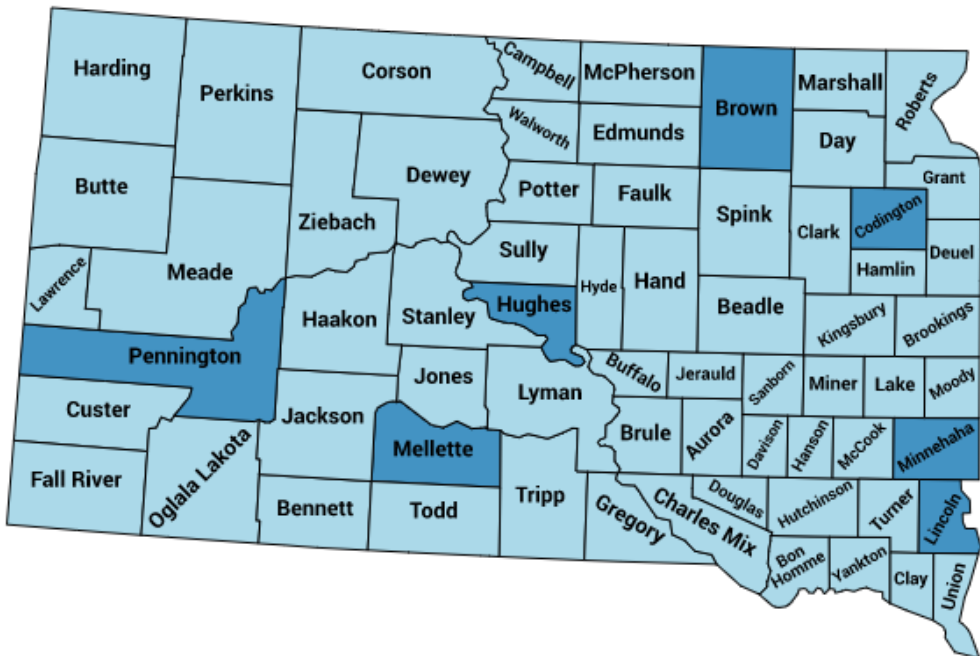 Harding
Perkins
Corson
Campbell
McPherson
Brown
Marshall
Roberts
Walworth
Edmunds
Day
Butte
Dewey
Ziebach
Potter
Faulk
Spink
Clark
Codington
Grant
Lawrence
Meade
Sully
Hyde
Hand
Hamlin
Deuel
Pennington
Haakon
Stanley
Hughes
Beadle
Kingsbury
Brookings
Custer
Jackson
Jones
Lyman
Buffalo
Jerauld
Sanborn
Miner
Lake
Moody
Fall River
Oglala Lakota
Mellette
Brule
Aurora
Davison
Hanson
McCook
Minnehaha
Bennett
Todd
Tripp
Gregory
Charles Mix
Douglas
Hutchinson
Turner
Lincoln
Bon
Homme
Yankton
Clay
Union